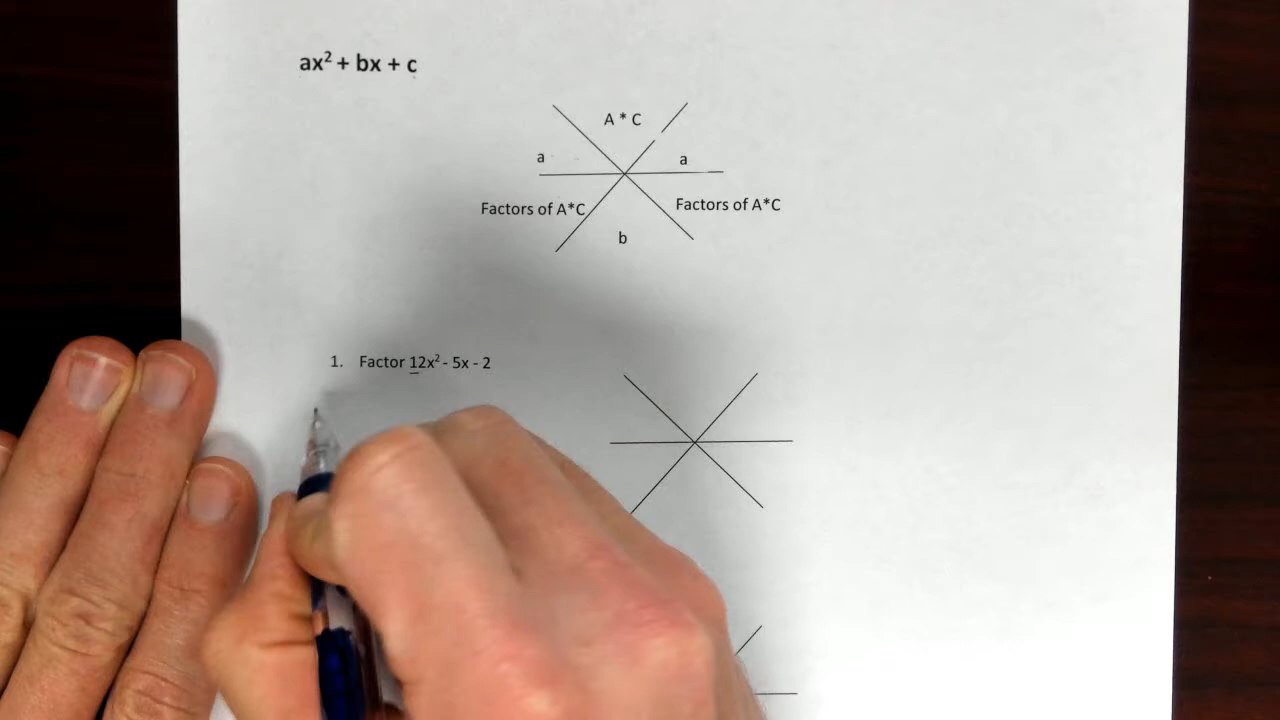 ax² + bx + c
A * C
a a
Factors of A*C Factors of A*C
b
1. Factor 12x² - 5x - 2